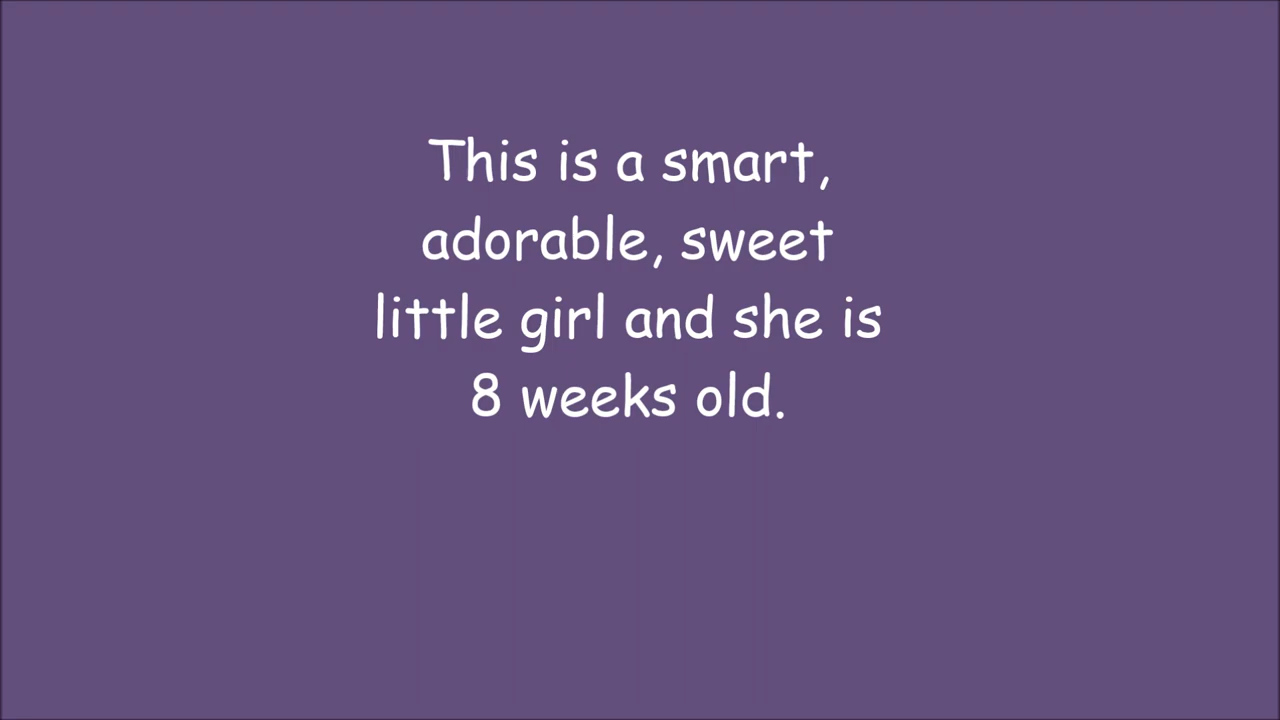 This is a smart,
adorable, sweet
little girl and she is
8 weeks old.